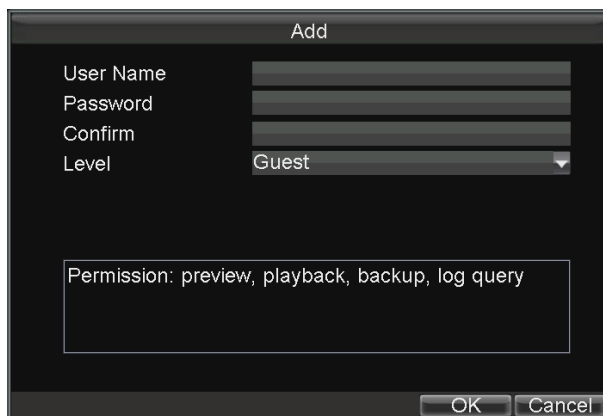 Add
User Name
Password
Confirm
Level Guest
Permission: preview, playback, backup, log query
OK Cancel